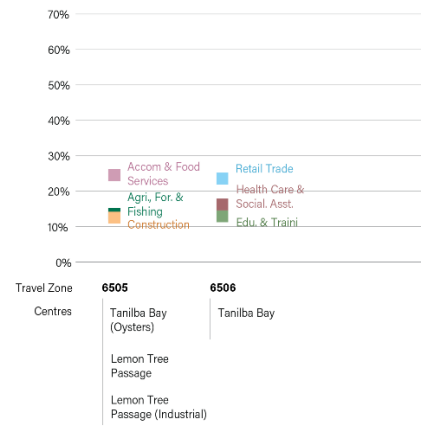 70%
60%
50%
40%
30%
20%
10%
0%
Accom & Food
Services
Agri., For. &
Fishing
Construction
Retail Trade
Health Care &
Social. Asst.
Edu. & Traini
Travel Zone
6505
6506
Centres
Tanilba Bay
(Oysters)
Tanilba Bay
Lemon Tree
Passage
Lemon Tree
Passage (Industrial)